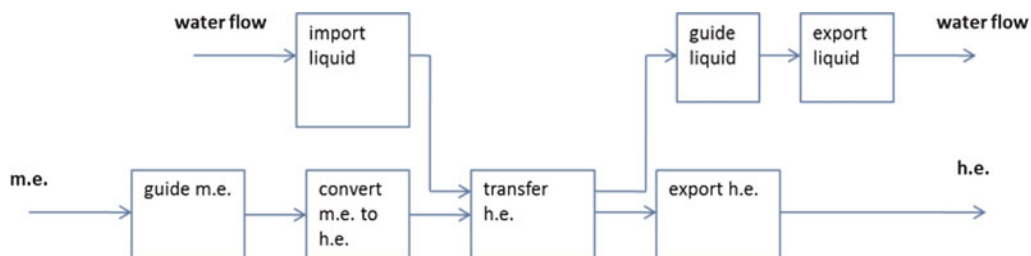 water flow
import
liquid
guide
liquid
export
liquid
water flow
m.e.
guide m.e.
convert
m.e. to
h.e.
transfer
h.e.
export h.e.
h.e.